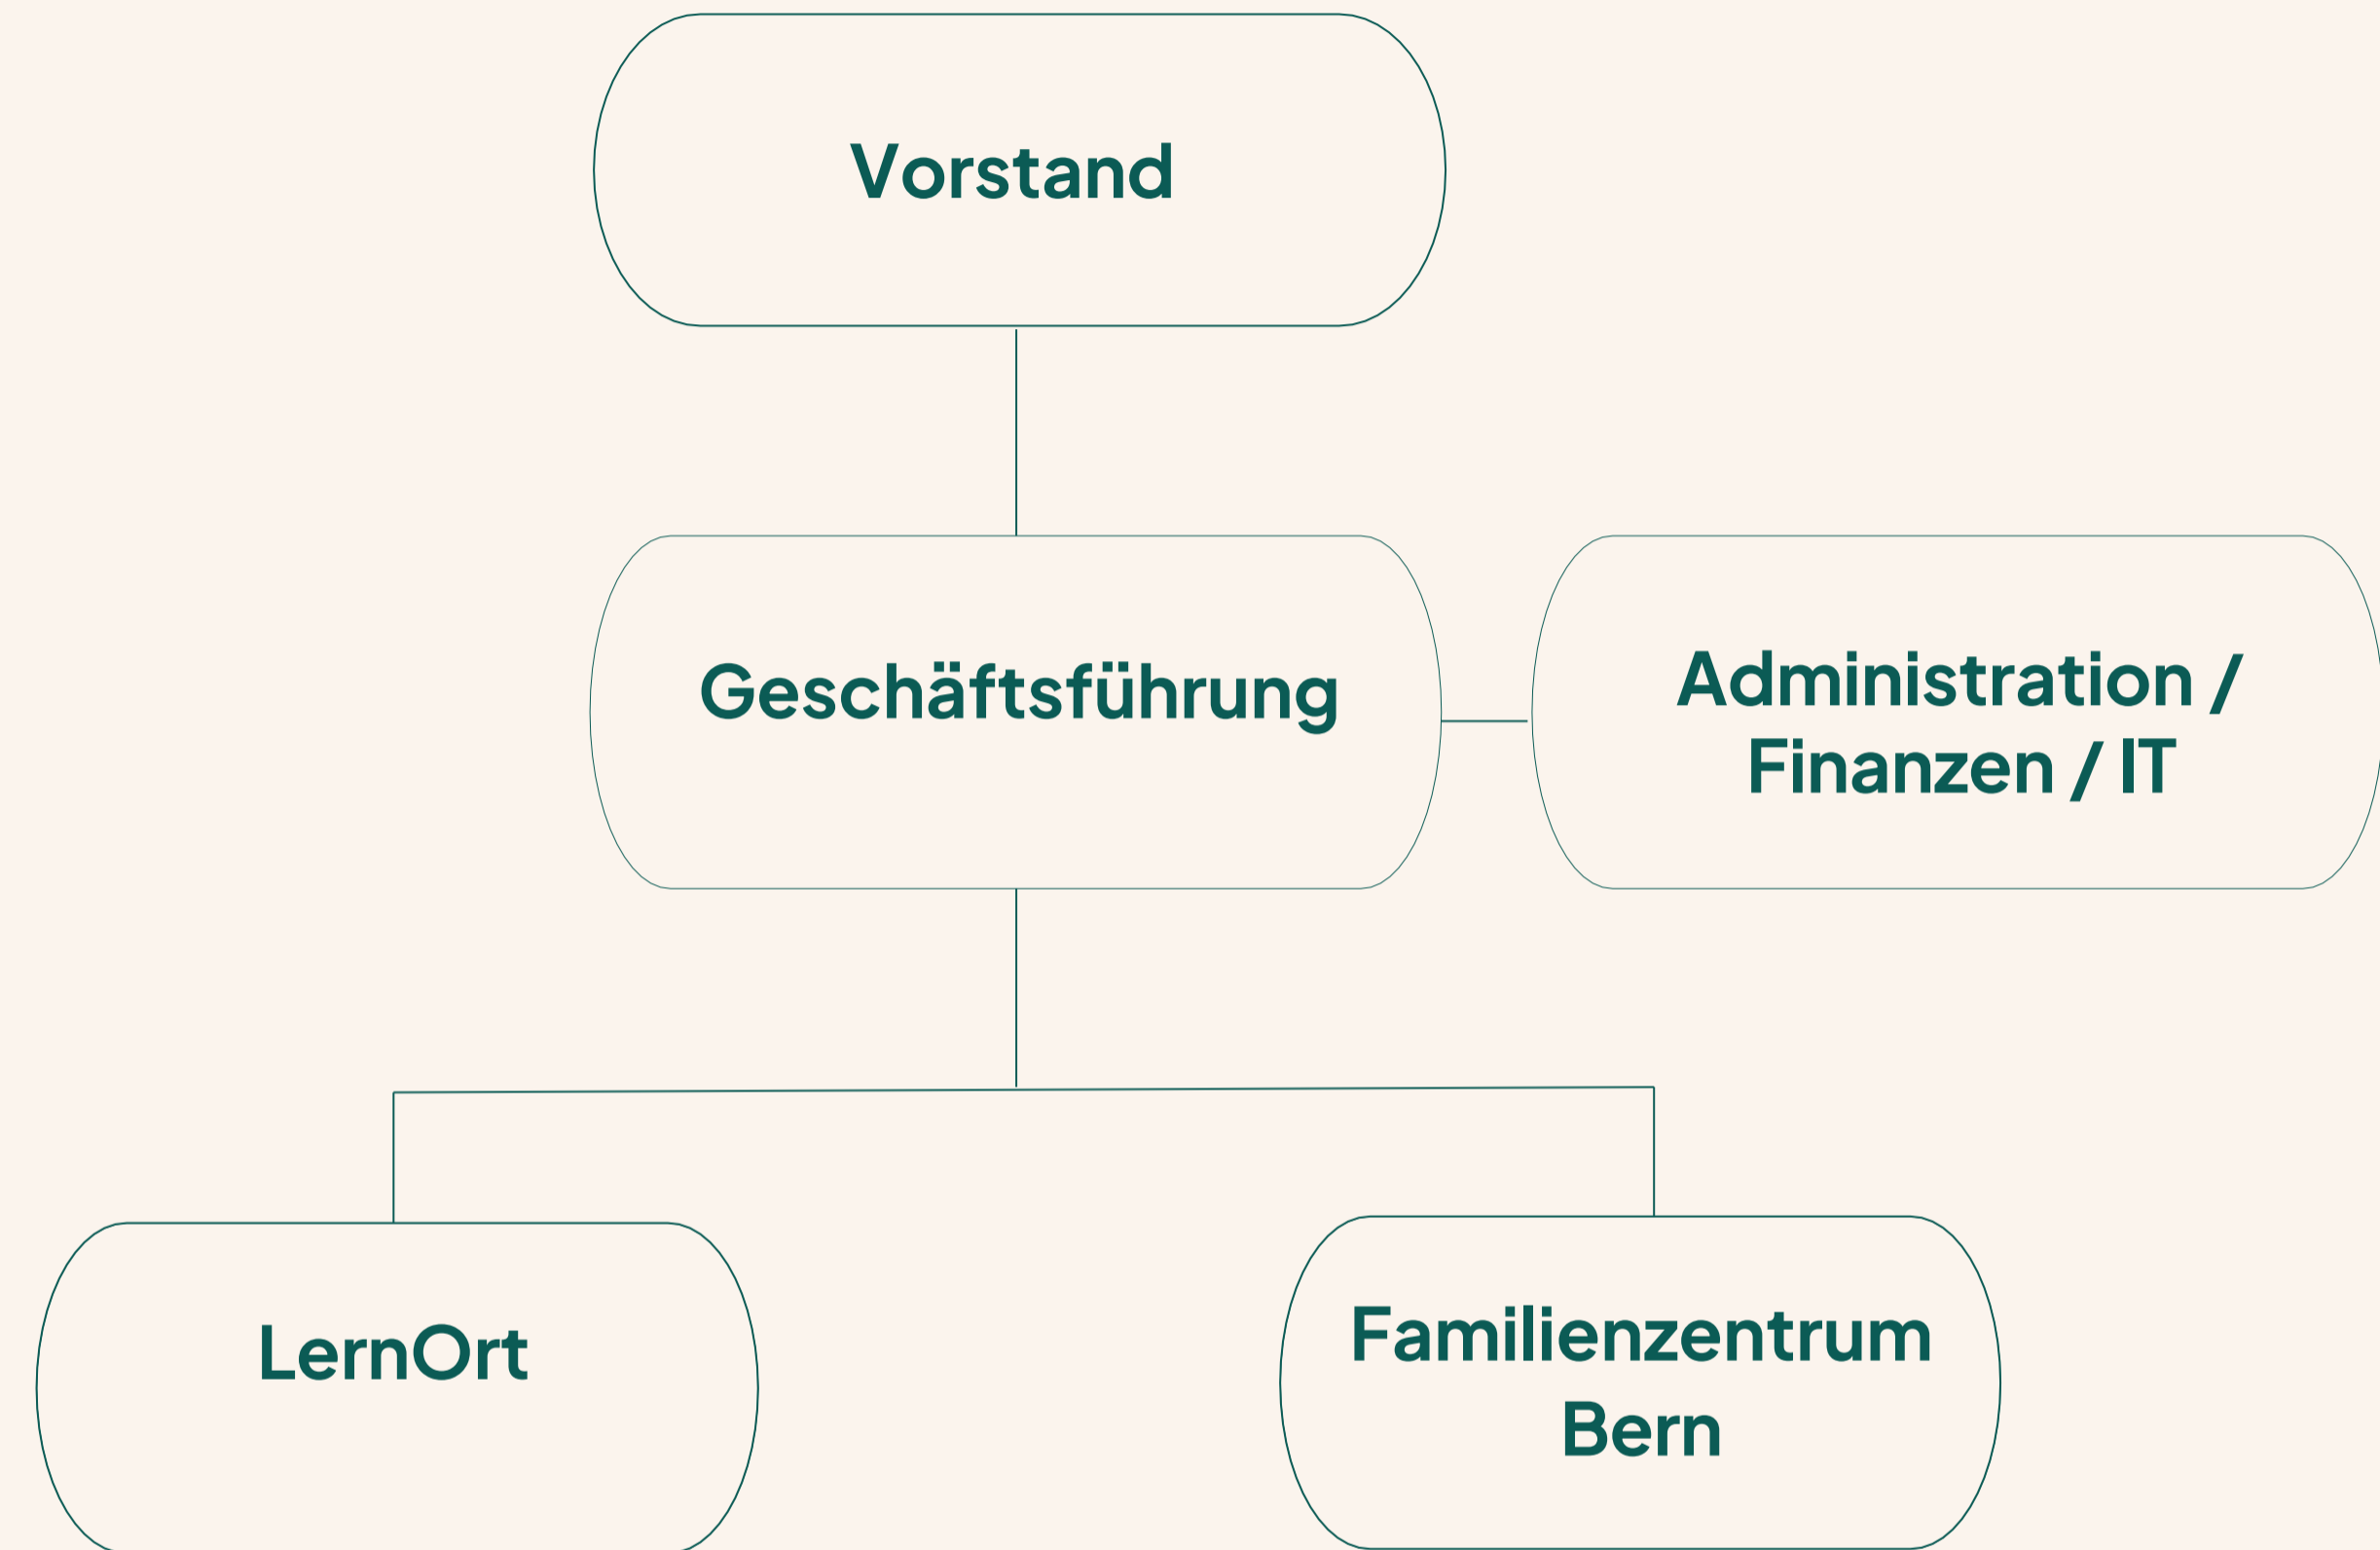 Vorstand
Geschäftsführung
Administration /
Finanzen / IT
LernOrt
Familienzentrum
Bern